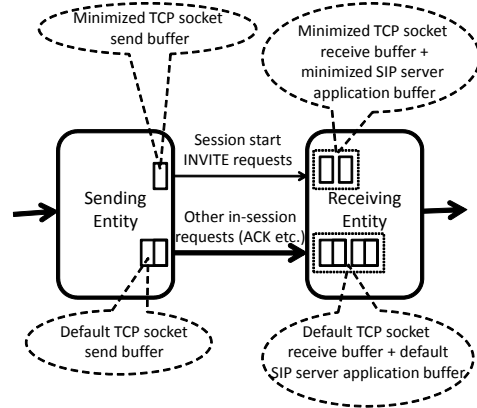 Minimized TCP socket
send buffer
Minimized TCP socket
receive buffer +
minimized SIP server
application buffer
Session start
INVITE requests
Sending
Entity
Receiving
Entity
Other in-session
requests (ACK etc.)
Default TCP socket
send buffer
Default TCP socket
receive buffer + default
SIP server application buffer